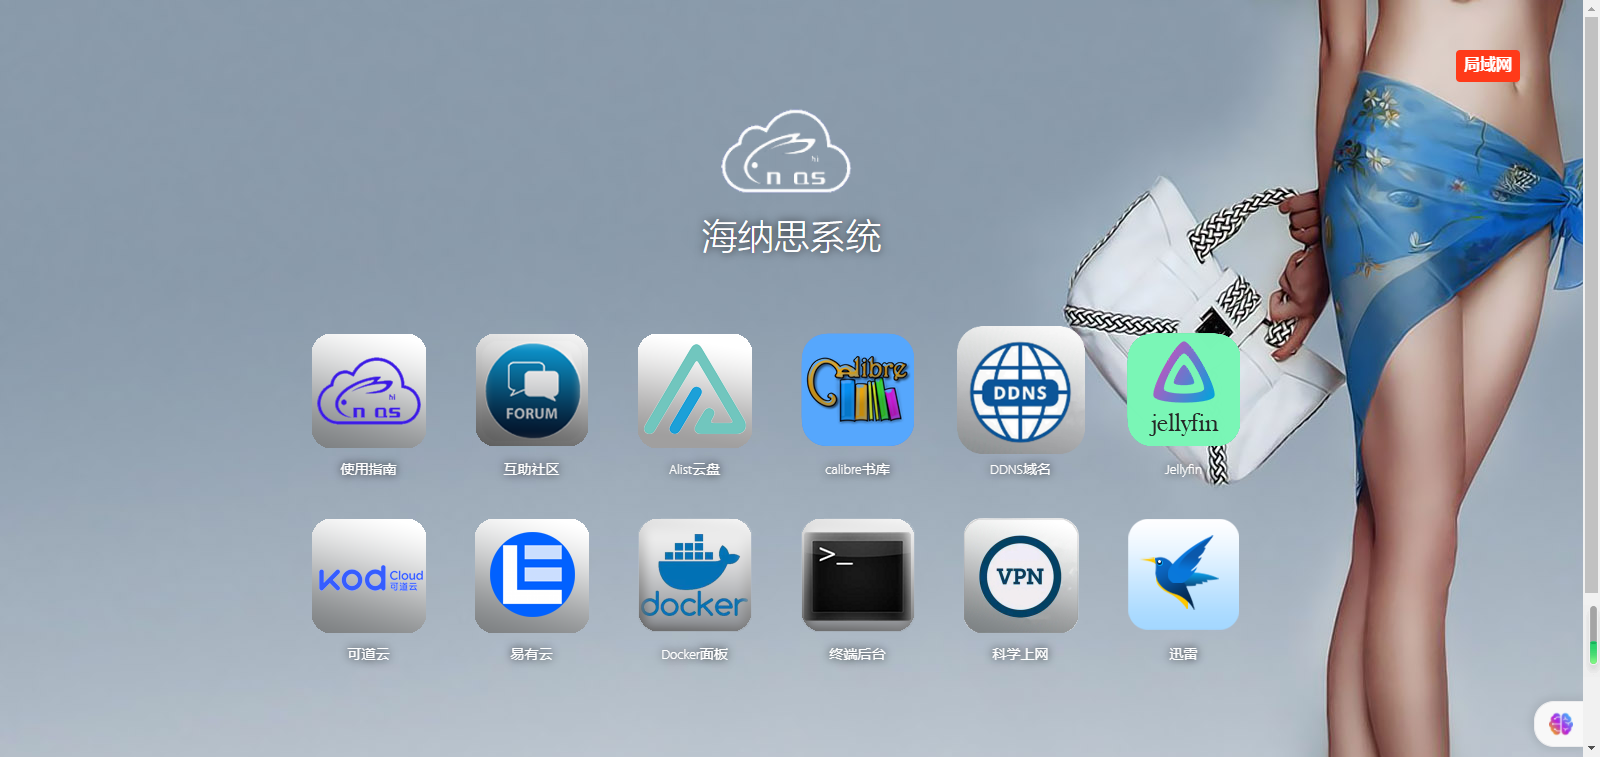 局域网
hi
nas
海纳思系统
hi
nas
FORUM
Calibre
DDNS
jellyfin
使用指南
互助社区
Alist云盘
calibre书库
DDNS域名
Jellyfin
kod Cloud
可道云
docker
>_
VPN
可道云
易有云
Docker面板
终端后台
科学上网
迅雷